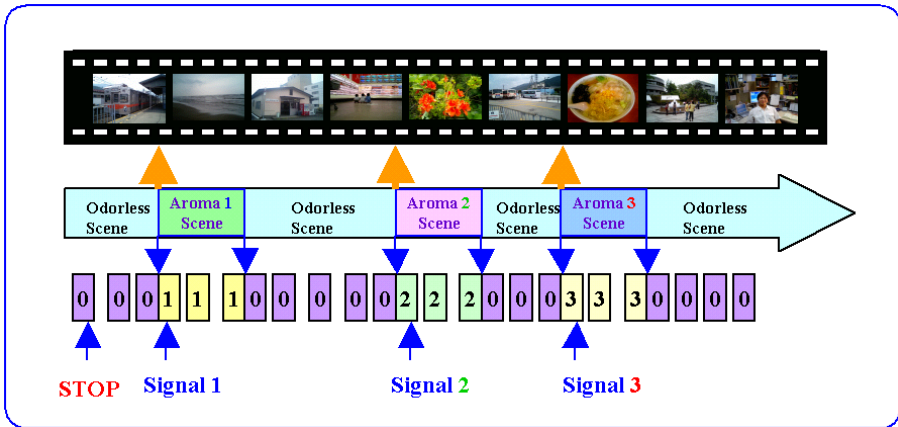 Odorless Scene
Aroma 1 Scene
Odorless Scene
Aroma 2 Scene
Odorless Scene
Aroma 3 Scene
Odorless Scene
0 0 0 1 1 1 0 0 0 0 0 2 2 2 0 0 0 3 3 3 0 0 0 0
STOP
Signal 1
Signal 2
Signal 3